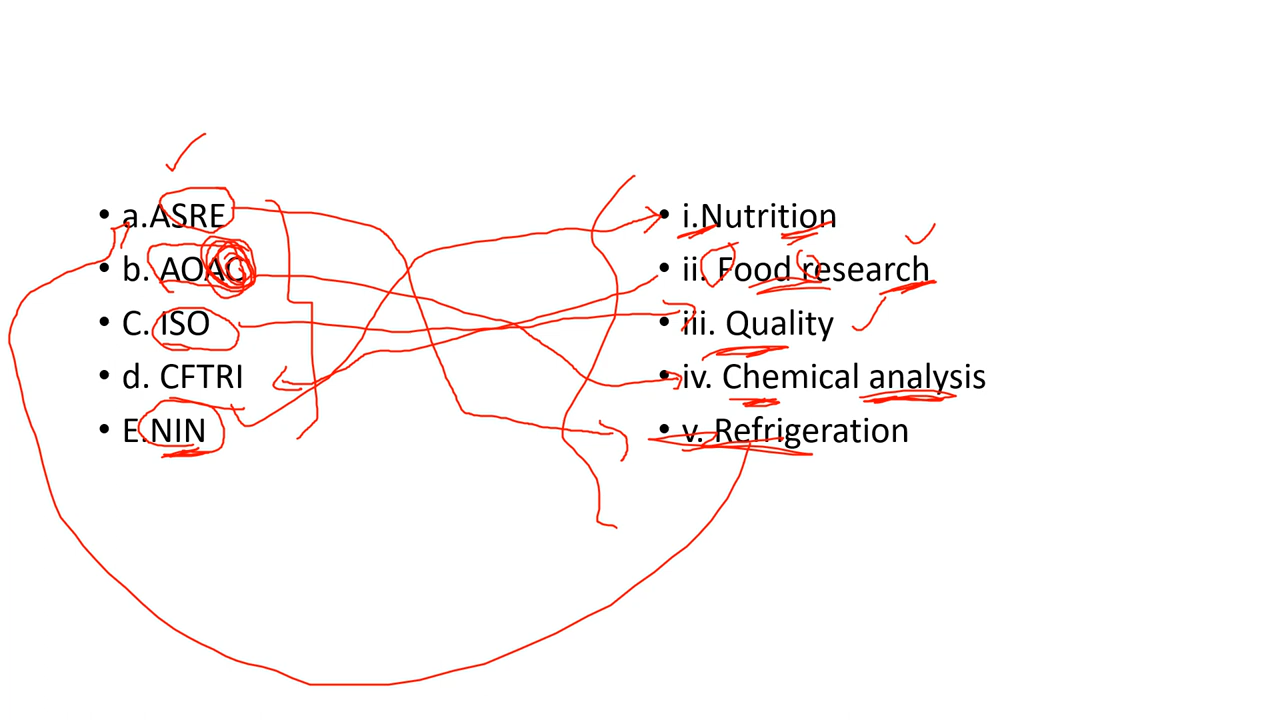 • a.ASRE
• b. AOAC
• C. ISO
• d. CFTRI
• E.NIN
• i.Nutrition
• ii. Food research
• iii. Quality
• iv. Chemical analysis
• v. Refrigeration